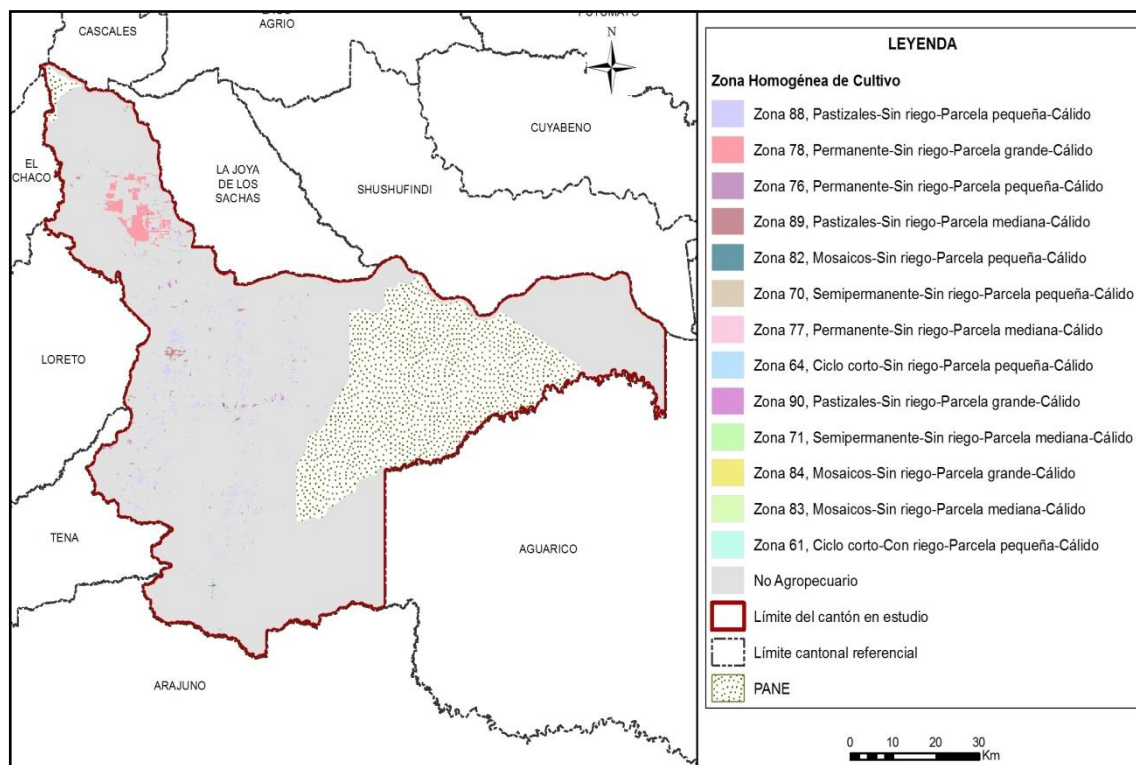 CASCALES
AGRIO
N
CUYABENO
EL
CHACO
LA JOYA
DE LOS
SACHAS
SHUSHUFINDI
LORETO
TENA
AGUARICO
ARAJUNO
LEYENDA
Zona Homogénea de Cultivo
Zona 88, Pastizales-Sin riego-Parcela pequeña-Cálido
Zona 78, Permanente-Sin riego-Parcela grande-Cálido
Zona 76, Permanente-Sin riego-Parcela pequeña-Cálido
Zona 89, Pastizales-Sin riego-Parcela mediana-Cálido
Zona 82, Mosaicos-Sin riego-Parcela pequeña-Cálido
Zona 70, Semipermanente-Sin riego-Parcela pequeña-Cálido
Zona 77, Permanente-Sin riego-Parcela mediana-Cálido
Zona 64, Ciclo corto-Sin riego-Parcela pequeña-Cálido
Zona 90, Pastizales-Sin riego-Parcela grande-Cálido
Zona 71, Semipermanente-Sin riego-Parcela mediana-Cálido
Zona 84, Mosaicos-Sin riego-Parcela grande-Cálido
Zona 83, Mosaicos-Sin riego-Parcela mediana-Cálido
Zona 61, Ciclo corto-Con riego-Parcela pequeña-Cálido
No Agropecuario
Límite del cantón en estudio
Límite cantonal referencial
PANE
0 10 20 30
Km